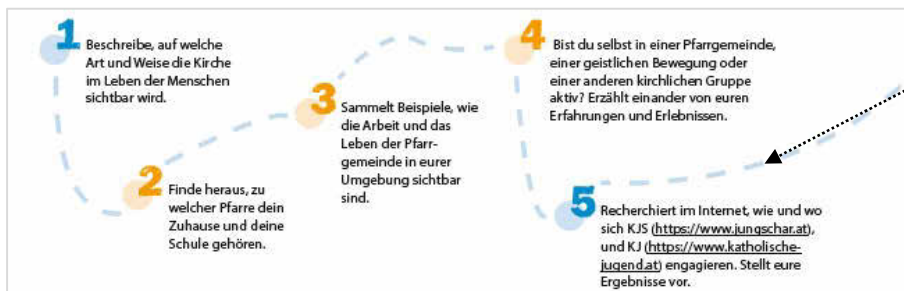 1
Beschreibe, auf welche
Art und Weise die Kirche
im Leben der Menschen
sichtbar wird.
2
Finde heraus, zu
welcher Pfarre dein
Zuhause und deine
Schule gehören.
3
Sammelt Beispiele, wie
die Arbeit und das
Leben der Pfarr-
gemeinde in eurer
Umgebung sichtbar
sind.
4
Bist du selbst in einer Pfarrgemeinde,
einer geistlichen Bewegung oder
einer anderen kirchlichen Gruppe
aktiv? Erzählt einander von euren
Erfahrungen und Erlebnissen.
5
Recherchiert im Internet, wie und wo
sich KJS (https://www.jungschar.at),
und KJ (https://www.katholische-
jugend.at) engagieren. Stellt eure
Ergebnisse vor.